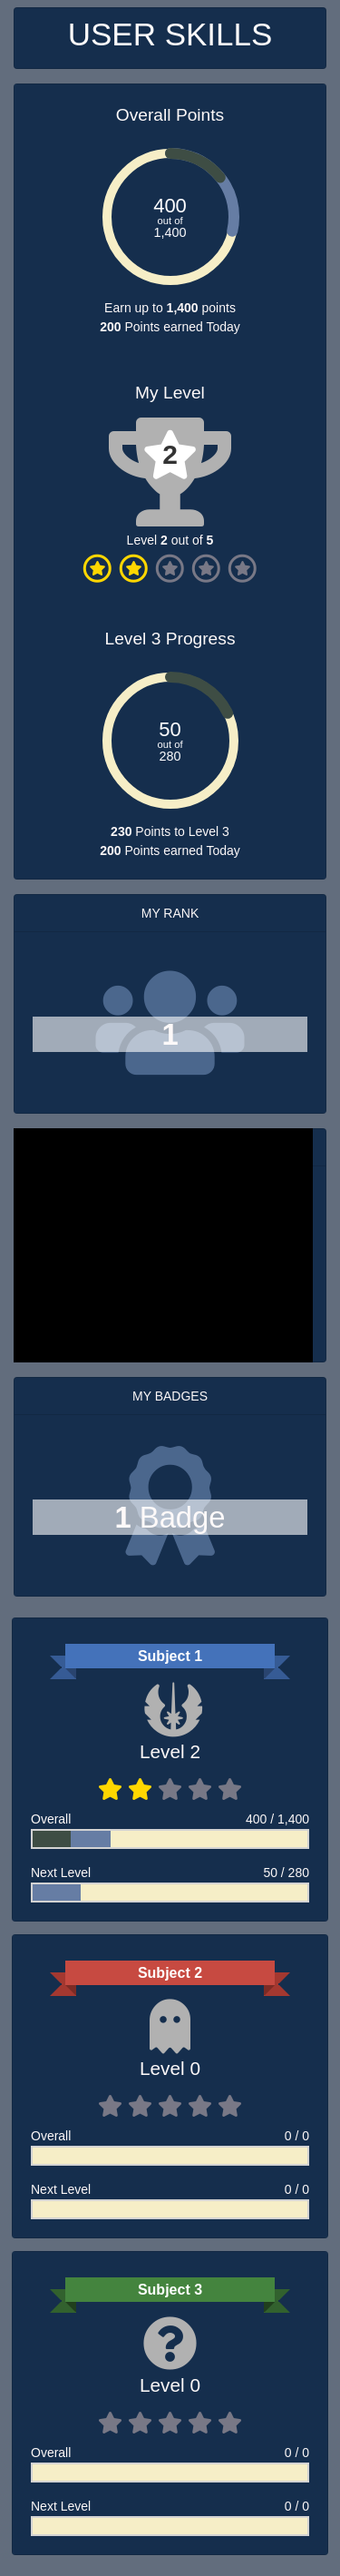 USER SKILLS
Overall Points
400
out of
1,400
Earn up to 1,400 points
200 Points earned Today
My Level
2
Level 2 out of 5
Level 3 Progress
50
out of
280
230 Points to Level 3
200 Points earned Today
MY RANK
1
MY BADGES
1 Badge
Subject 1
Level 2
Overall 400 / 1,400
Next Level 50 / 280
Subject 2
Level 0
Overall 0 / 0
Next Level 0 / 0
Subject 3
Level 0
Overall 0 / 0
Next Level 0 / 0